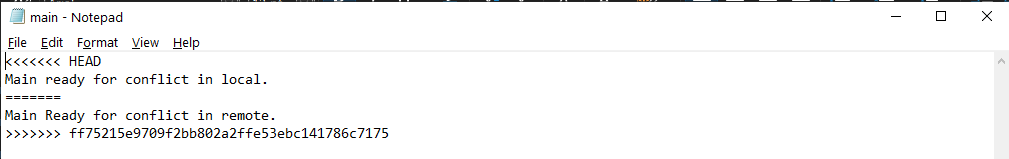 main - Notepad
File Edit Format View Help
<<<<<<< HEAD
Main ready for conflict in local.
=======
Main Ready for conflict in remote.
>>>>>>> ff75215e9709f2bb802a2ffe53ebc141786c7175